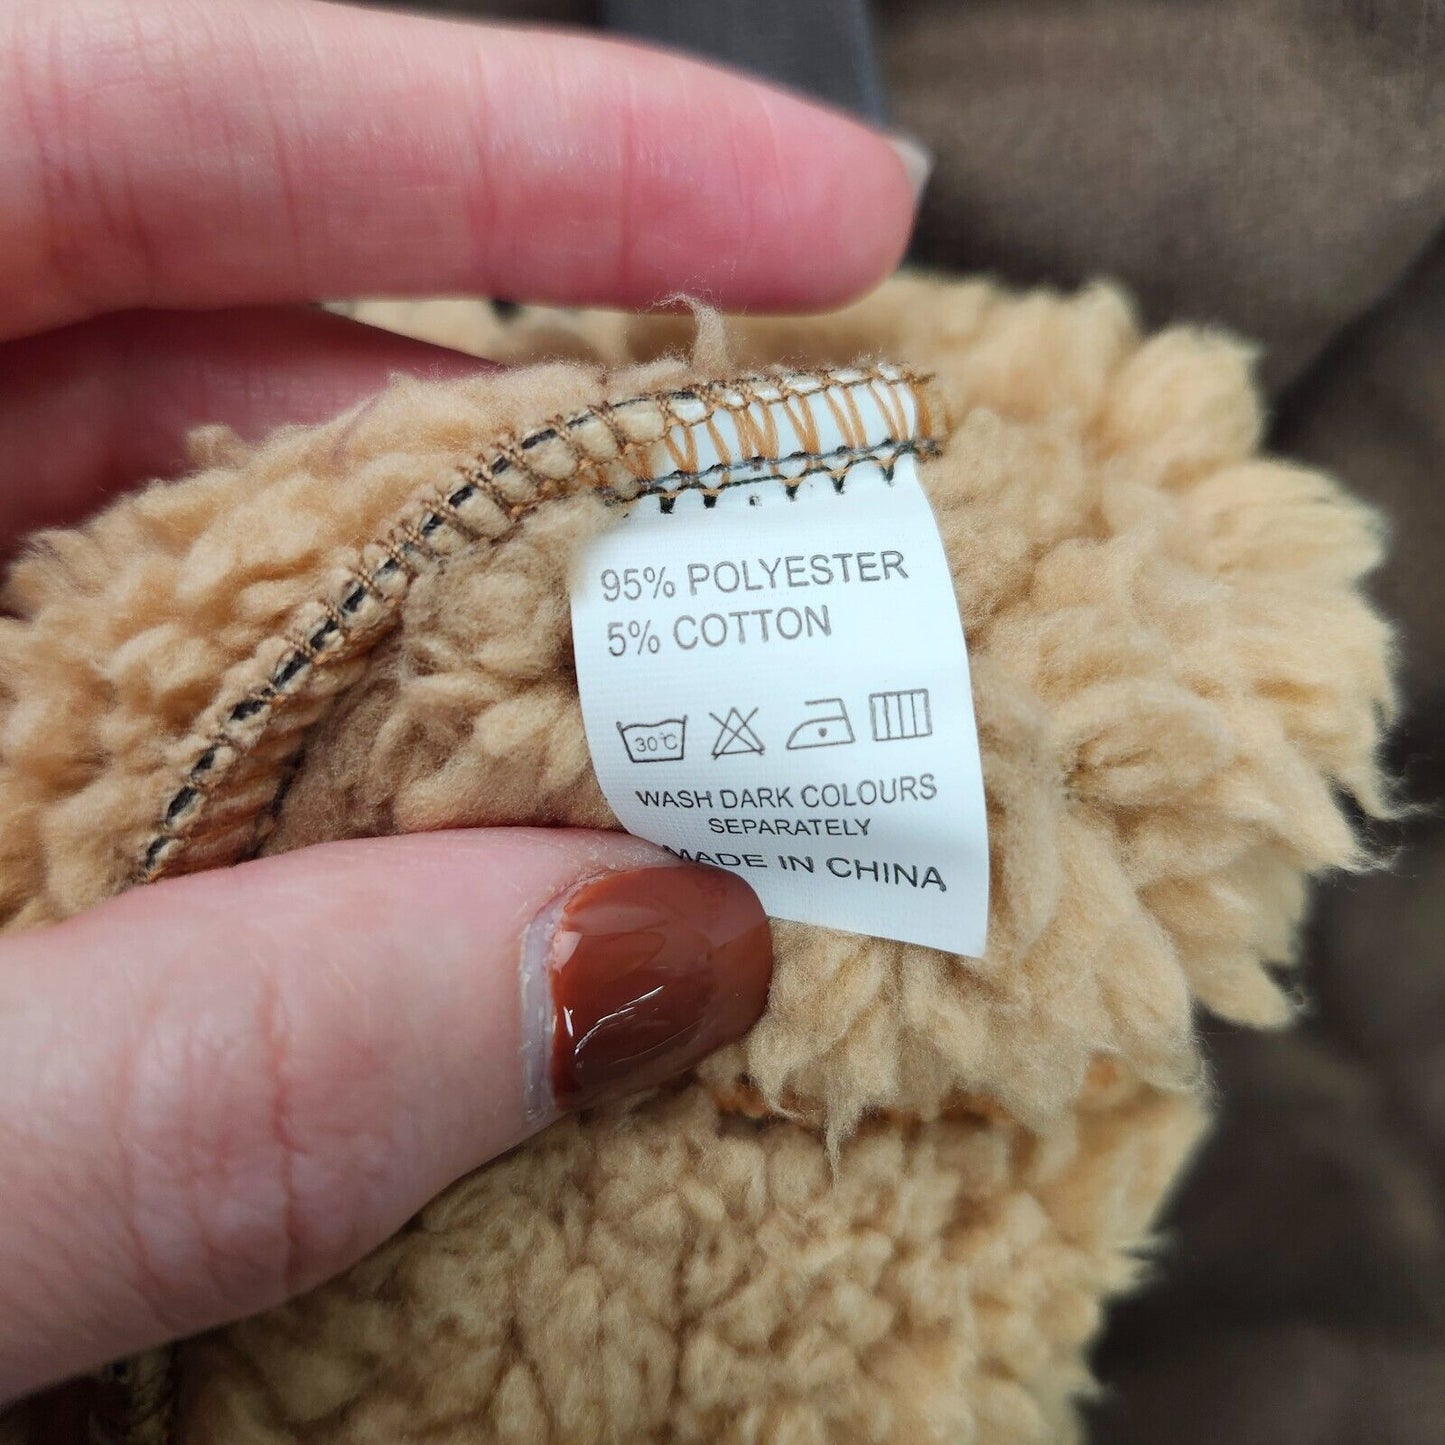 95% POLYESTER
5% COTTON
30°C
WASH DARK COLOURS
SEPARATELY
MADE IN CHINA